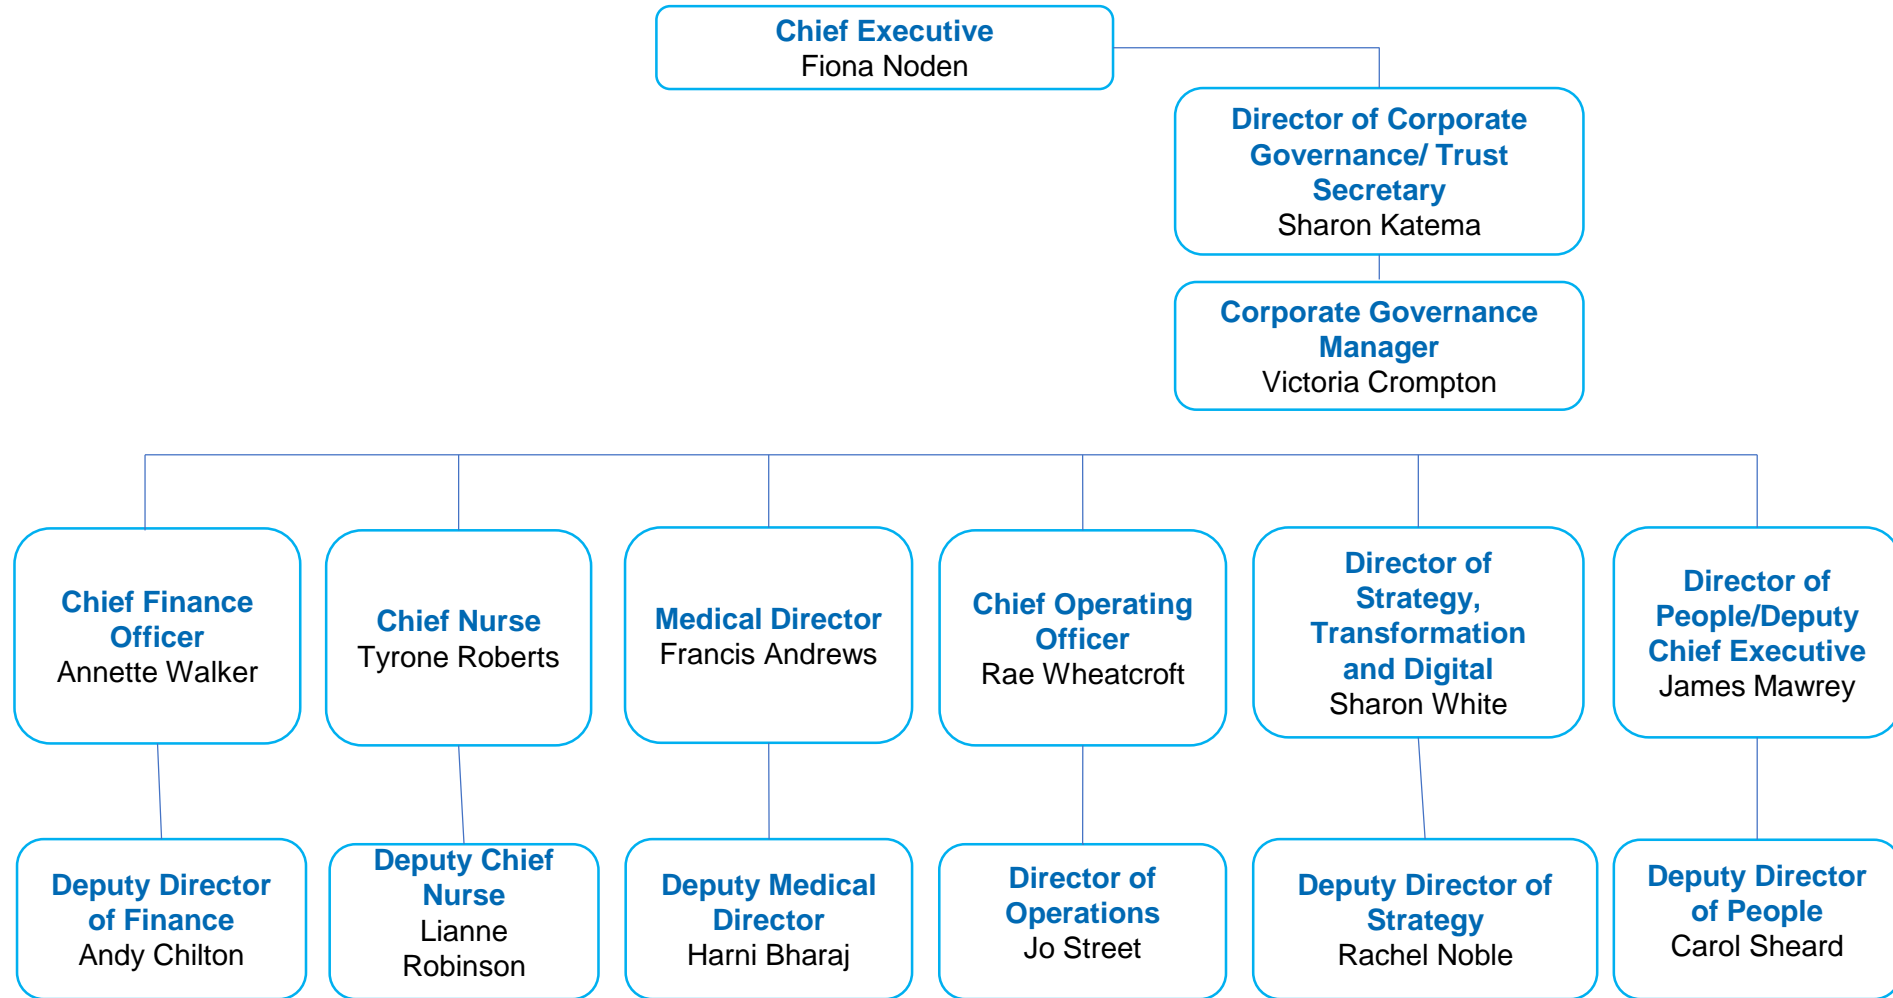 Chief Executive
Fiona Noden
Director of Corporate
Governance/ Trust
Secretary
Sharon Katema
Corporate Governance
Manager
Victoria Crompton
Chief Finance
Officer
Annette Walker
Chief Nurse
Tyrone Roberts
Medical Director
Francis Andrews
Chief Operating
Officer
Rae Wheatcroft
Director of
Strategy,
Transformation
and Digital
Sharon White
Director of
People/Deputy
Chief Executive
James Mawrey
Deputy Director
of Finance
Andy Chilton
Deputy Chief
Nurse
Lianne
Robinson
Deputy Medical
Director
Harni Bharaj
Director of
Operations
Jo Street
Deputy Director of
Strategy
Rachel Noble
Deputy Director
of People
Carol Sheard